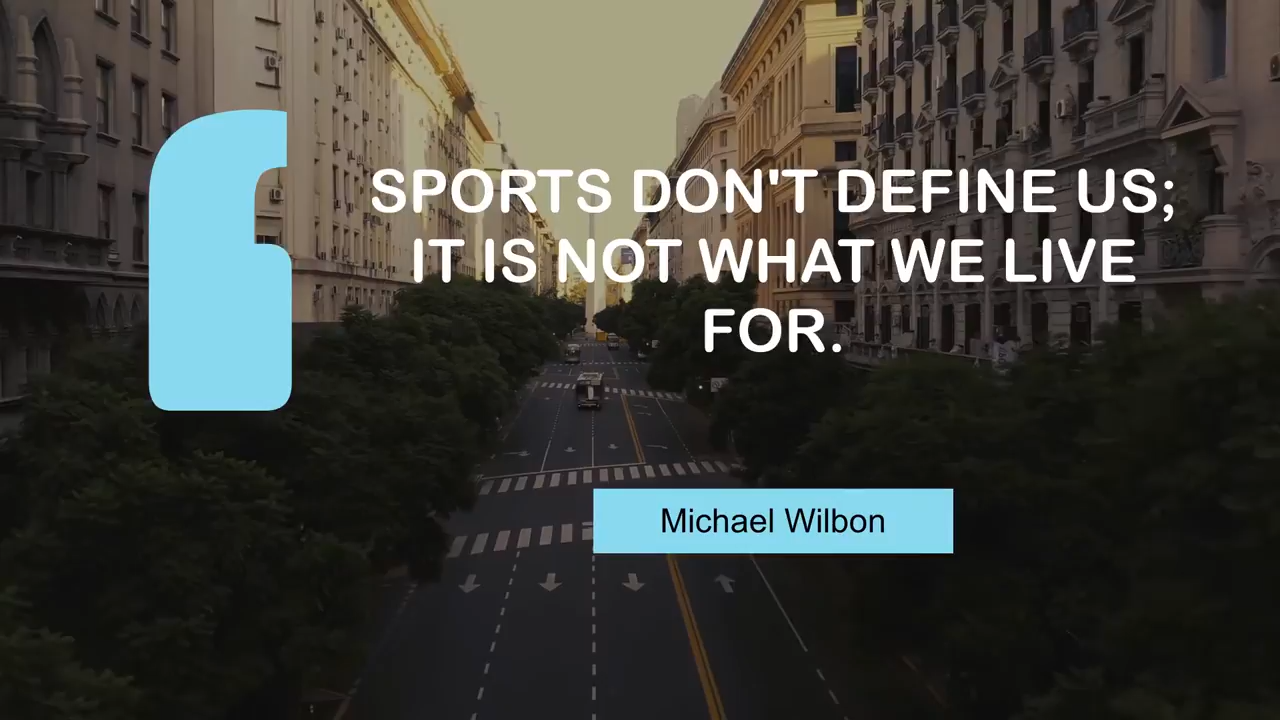 SPORTS DON'T DEFINE US;
IT IS NOT WHAT WE LIVE
FOR.
Michael Wilbon